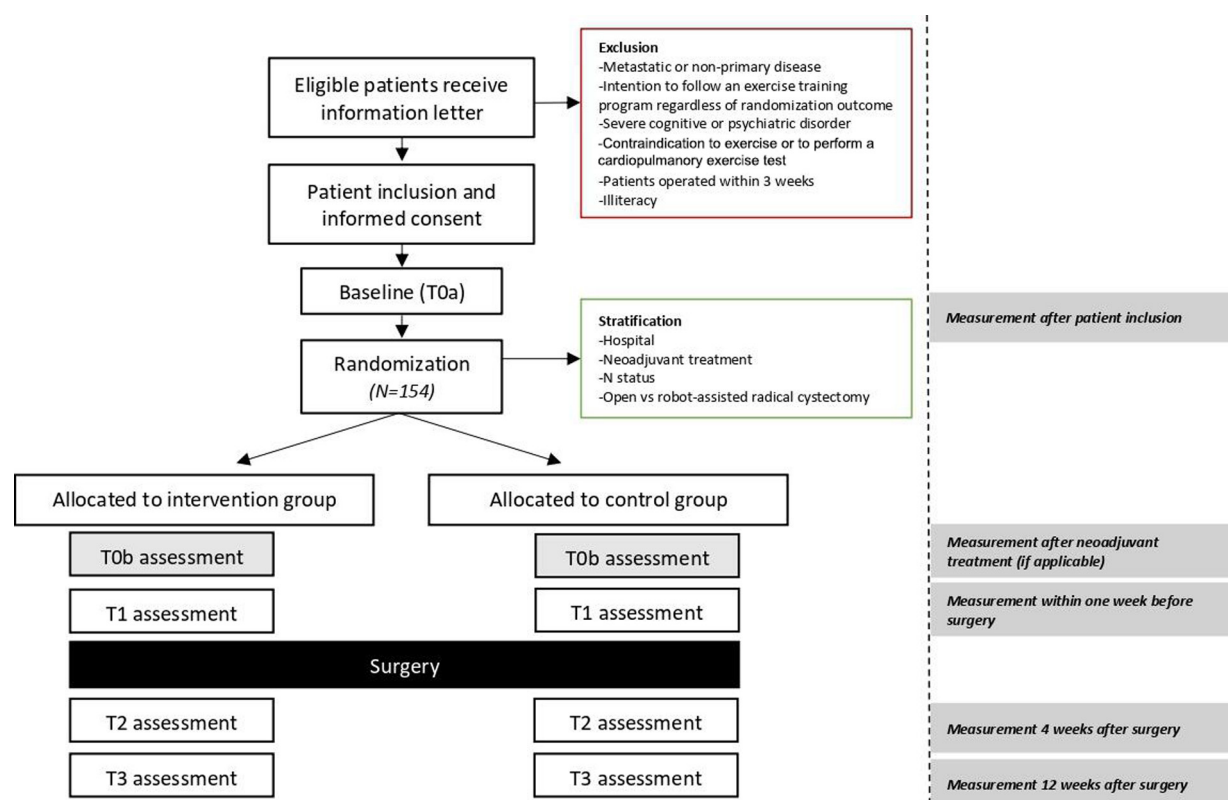 Eligible patients receive
information letter
Exclusion
-Metastatic or non-primary disease
-Intention to follow an exercise training
program regardless of randomization outcome
-Severe cognitive or psychiatric disorder
-Contraindication to exercise or to perform a
cardiopulmanory exercise test
-Patients operated within 3 weeks
-Illiteracy
Patient inclusion and
informed consent
Baseline (T0a)
Measurement after patient inclusion
Randomization
(N=154)
Stratification
-Hospital
-Neoadjuvant treatment
-N status
-Open vs robot-assisted radical cystectomy
Allocated to intervention group
Allocated to control group
T0b assessment
T0b assessment
Measurement after neoadjuvant
treatment (if applicable)
T1 assessment
T1 assessment
Measurement within one week before
surgery
Surgery
T2 assessment
T2 assessment
Measurement 4 weeks after surgery
T3 assessment
T3 assessment
Measurement 12 weeks after surgery